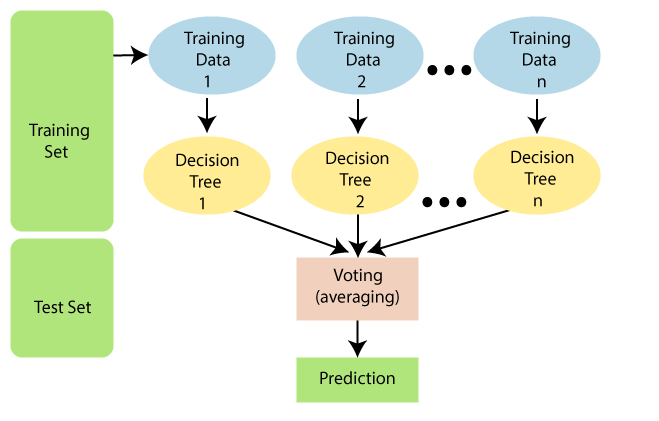 Training
Set
Training
Data
1
Training
Data
2
Training
Data
n
Decision
Tree
1
Decision
Tree
2
Decision
Tree
n
Test Set
Voting
(averaging)
Prediction